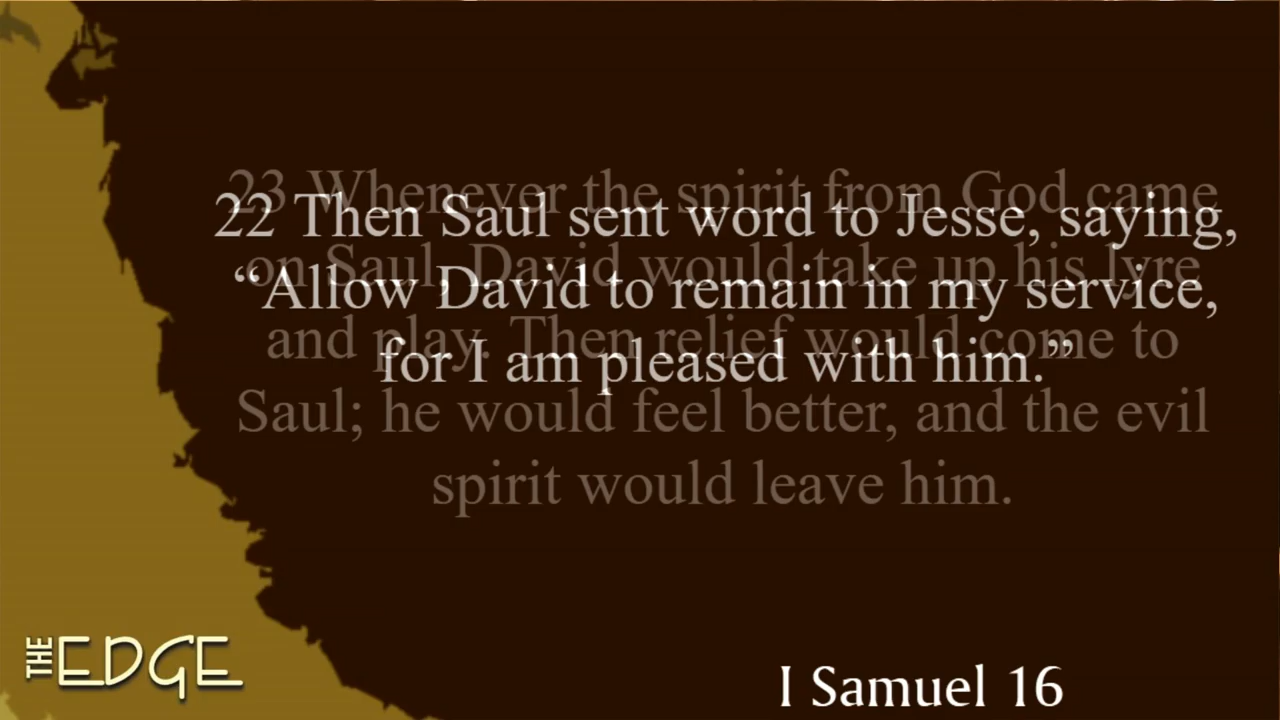 22 Then Saul sent word to Jesse, saying,
“Allow David to remain in my service,
for I am pleased with him.”
23 Whenever the spirit from God came
on Saul, David would take up his lyre
and play. Then relief would come to
Saul; he would feel better, and the evil
spirit would leave him.
THE EDGE
I Samuel 16